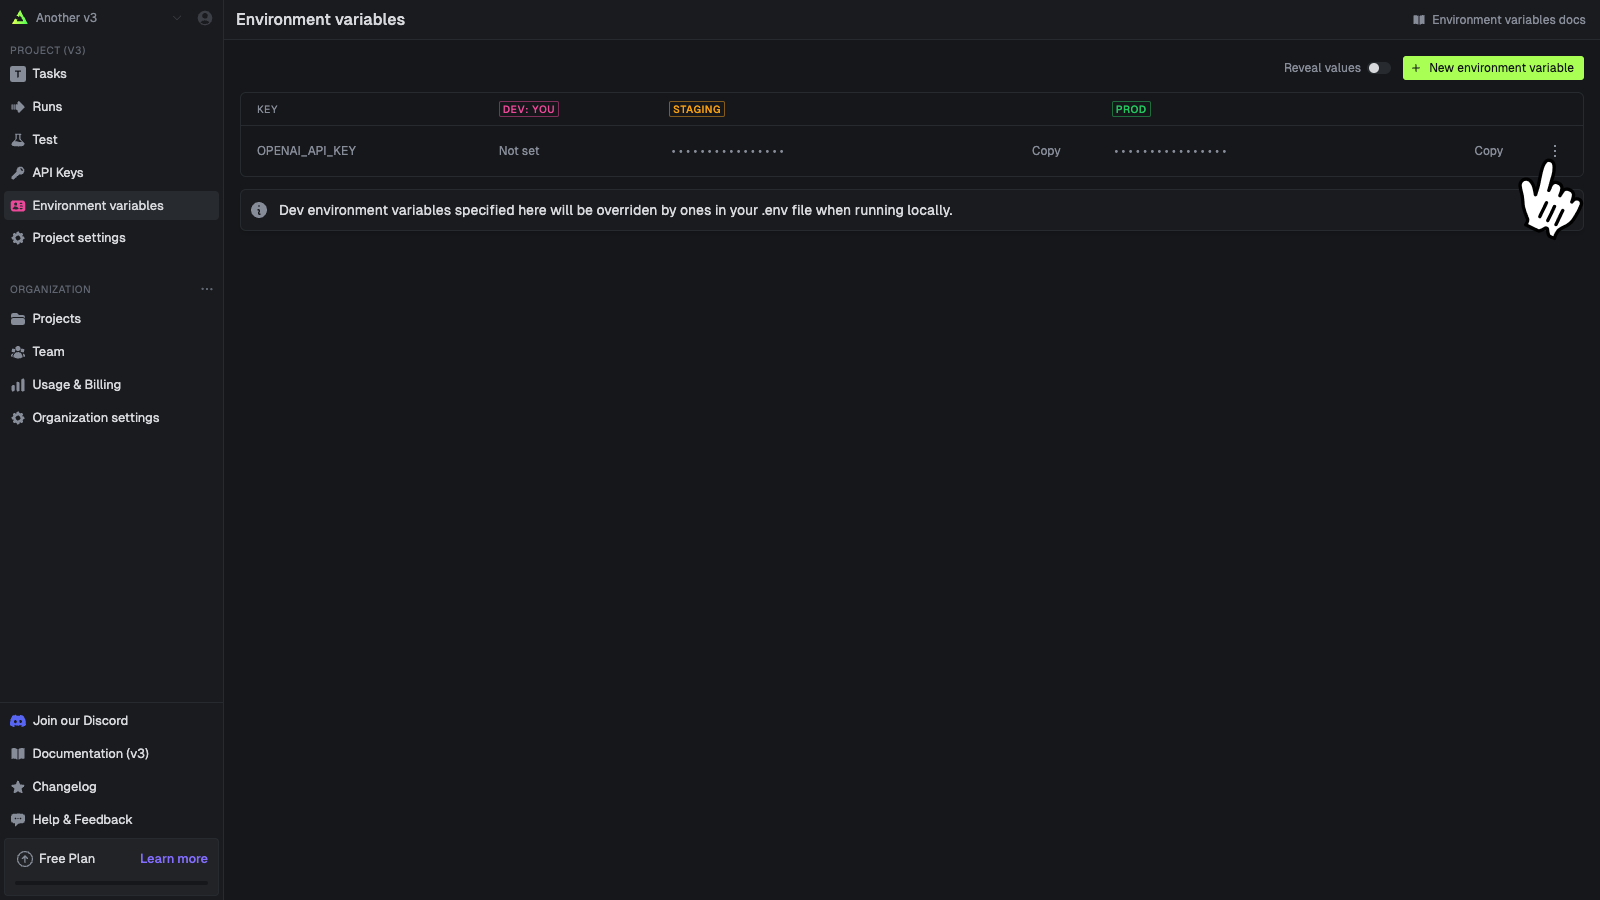 Another v3
PROJECT (V3)
Tasks
Runs
Test
API Keys
Environment variables
Project settings
ORGANIZATION
Projects
Team
Usage & Billing
Organization settings
Join our Discord
Documentation (v3)
Changelog
Help & Feedback
Free Plan Learn more
Environment variables
Environment variables docs
Reveal values
+ New environment variable
KEY DEV: YOU STAGING PROD
OPENAI_API_KEY Not set •••••••••••••••• Copy •••••••••••••••• Copy
Dev environment variables specified here will be overriden by ones in your .env file when running locally.